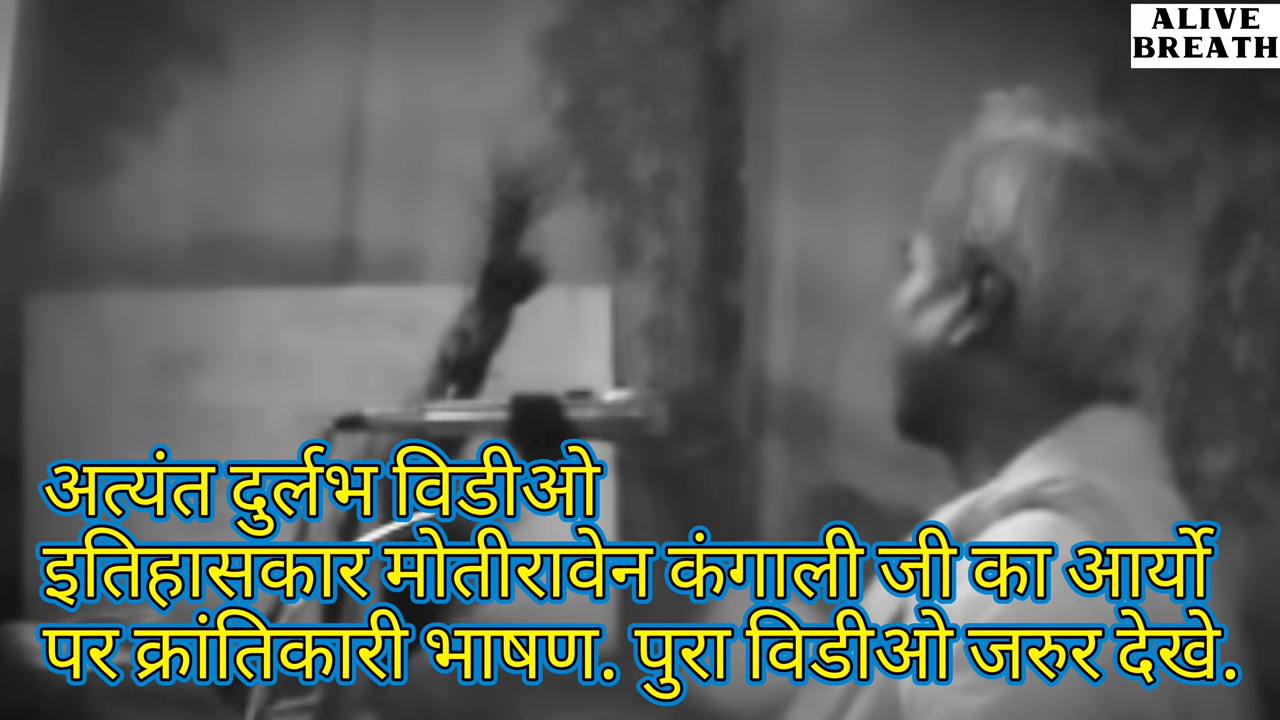 ALIVE
BREATH
अत्यंत दुर्लभ विडीओ
इतिहासकार मोतीरावेन कंगाली जी का आर्यो
पर क्रांतिकारी भाषण. पुरा विडीओ जरुर देखे.